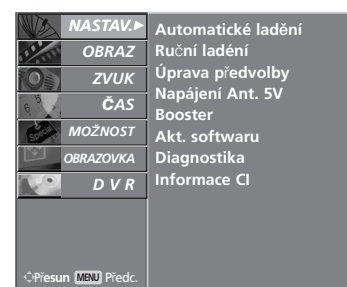 NASTAV.
OBRAZ
ZVUK
ČAS
MOŽNOST
OBRAZOVKA
D V R
Automatické ladění
Ruční ladéní
Úprava předvolby
Napájení Ant. 5V
Booster
Akt. softwaru
Diagnostika
Informace CI
Přesun MENU Předc.